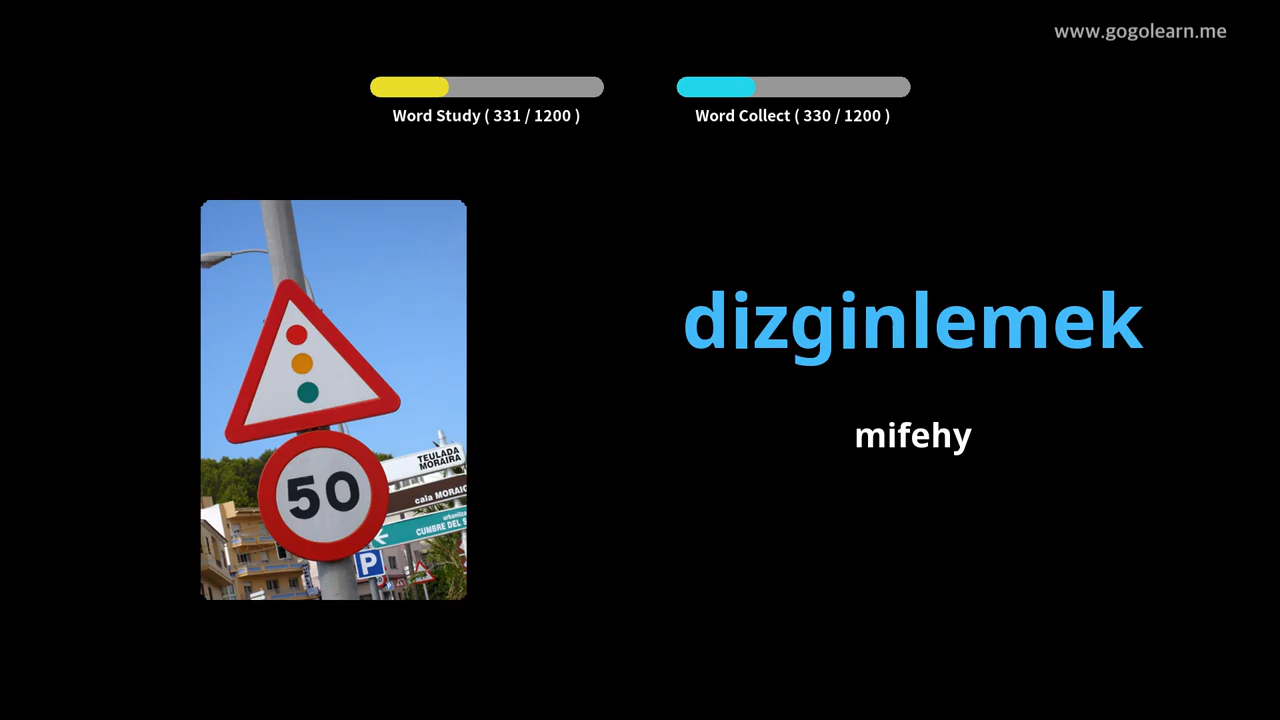 www.gogolearn.me
Word Study ( 331 / 1200 )
Word Collect ( 330 / 1200 )
dizginlemek
mifehy
50
TEULADA
MORAIRA
cala
CUMBRE DEL
P